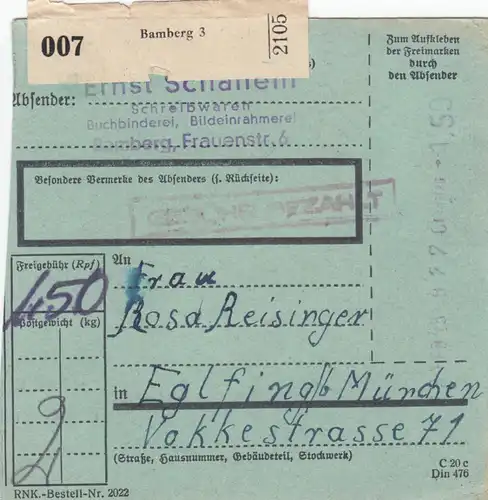 007
Bamberg 3
2105
Absender:
Ernst
Schreibwaren
Buchbinderei, Bildeinrahmerei
Bamberg, Frauenstr. 6
Zum Aufkleben
der Freimarken
durch
den Absender
Besondere Vermerke des Absenders (s. Rückseite):
GEBÜHR BEZAHLT
Freigebühr (Rpf)
450
Postgewicht (kg)
2
An
Frau
Rosa Reisinger
in Eglfing b/ München
Vokkestrasse 71
(Straße, Hausnummer, Gebäudeteil, Stockwerk)
C 20 c
Din 476
RNK.-Bestell-Nr. 2022